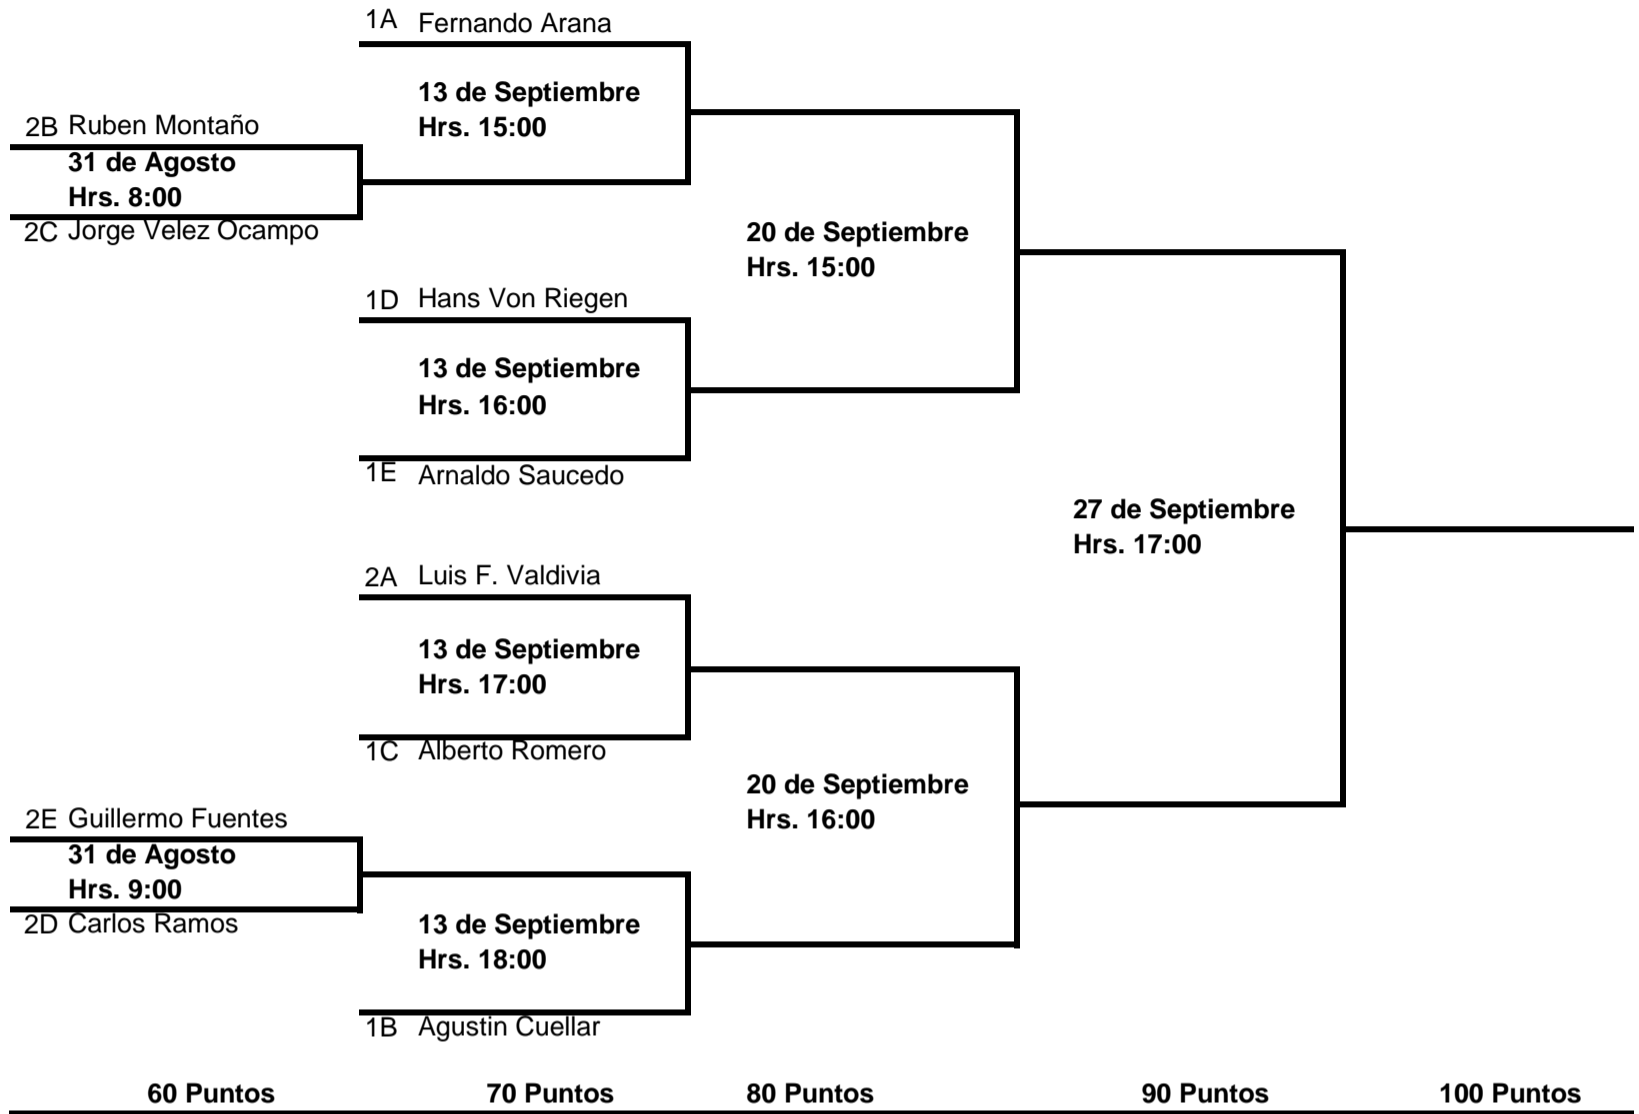 1A Fernando Arana
13 de Septiembre
Hrs. 15:00
2B Ruben Montaño
31 de Agosto
Hrs. 8:00
2C Jorge Velez Ocampo
20 de Septiembre
Hrs. 15:00
1D Hans Von Riegen
13 de Septiembre
Hrs. 16:00
1E Arnaldo Saucedo
27 de Septiembre
Hrs. 17:00
2A Luis F. Valdivia
13 de Septiembre
Hrs. 17:00
1C Alberto Romero
20 de Septiembre
Hrs. 16:00
2E Guillermo Fuentes
31 de Agosto
Hrs. 9:00
2D Carlos Ramos
13 de Septiembre
Hrs. 18:00
1B Agustin Cuellar
60 Puntos 70 Puntos 80 Puntos 90 Puntos 100 Puntos